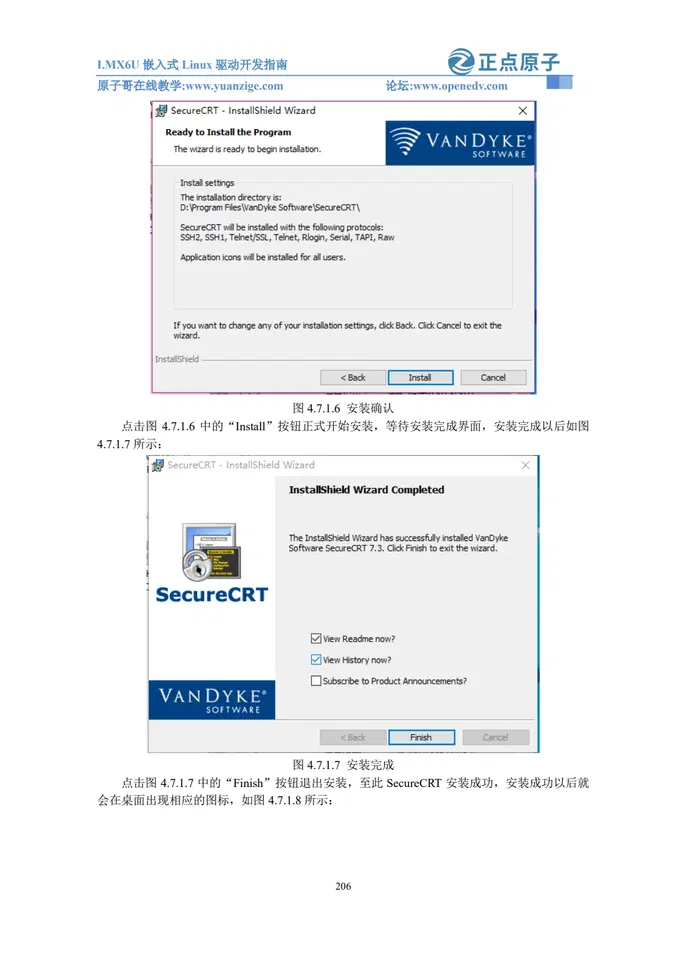 I.MX6U 嵌入式 Linux 驱动开发指南
正点原子
原子哥在线教学:www.yuanzige.com 论坛:www.openedv.com
SecureCRT - InstallShield Wizard
Ready to Install the Program
The wizard is ready to begin installation.
VANDYKE®
SOFTWARE
Install settings
The installation directory is:
D:\Program Files\VanDyke Software\SecureCRT\
SecureCRT will be installed with the following protocols:
SSH2, SSH1, Telnet/SSL, Telnet, Rlogin, Serial, TAPI, Raw
Application icons will be installed for all users.
If you want to change any of your installation settings, click Back. Click Cancel to exit the
wizard.
InstallShield
< Back Install Cancel
图 4.7.1.6 安装确认
点击图 4.7.1.6 中的“Install”按钮正式开始安装，等待安装完成界面，安装完成以后如图
4.7.1.7 所示：
SecureCRT - InstallShield Wizard
InstallShield Wizard Completed
The InstallShield Wizard has successfully installed VanDyke
Software SecureCRT 7.3. Click Finish to exit the wizard.
SecureCRT
View Readme now?
View History now?
Subscribe to Product Announcements?
VANDYKE®
SOFTWARE
< Back Finish Cancel
图 4.7.1.7 安装完成
点击图 4.7.1.7 中的“Finish”按钮退出安装，至此 SecureCRT 安装成功，安装成功以后就
会在桌面出现相应的图标，如图 4.7.1.8 所示：
206